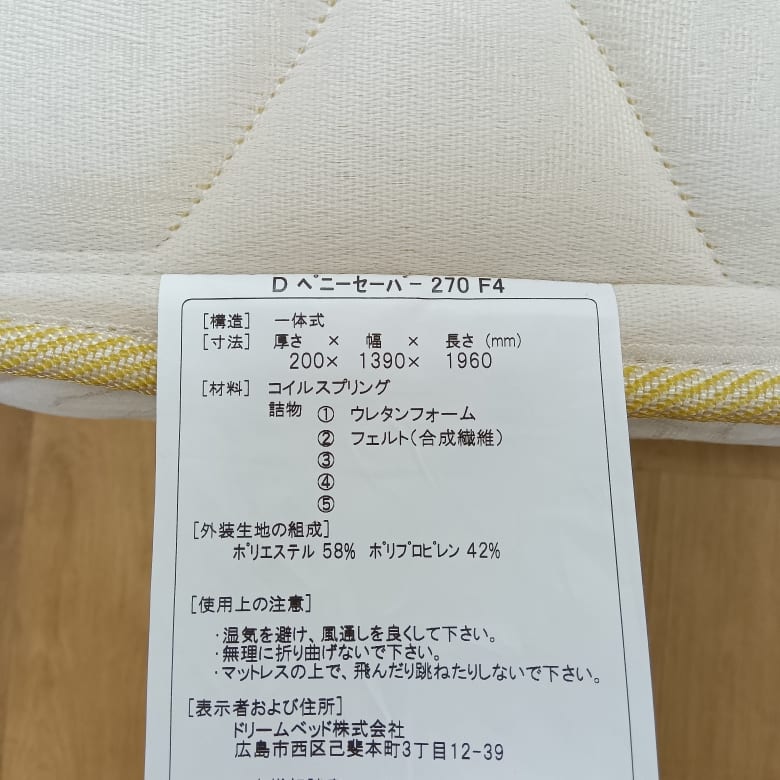 D ﾍﾟニーセーﾊﾞｰ 270 F4
[構造] 一体式
[寸法] 厚さ × 幅 × 長さ (mm)
200× 1390× 1960
[材料] コイルスプリング
詰物 ① ウレタンフォーム
② フェルト(合成繊維)
③
④
⑤
[外装生地の組成]
ﾎﾟﾘエステル 58% ﾎﾟﾘﾌﾟﾛﾋﾟﾚン 42%
[使用上の注意]
・湿気を避け、風通しを良くして下さい。
・無理に折り曲げないで下さい。
・マットレスの上で、飛んだり跳ねたりしないで下さい。
[表示者および住所]
ドリームベッド株式会社
広島市西区己斐本町3丁目12-39